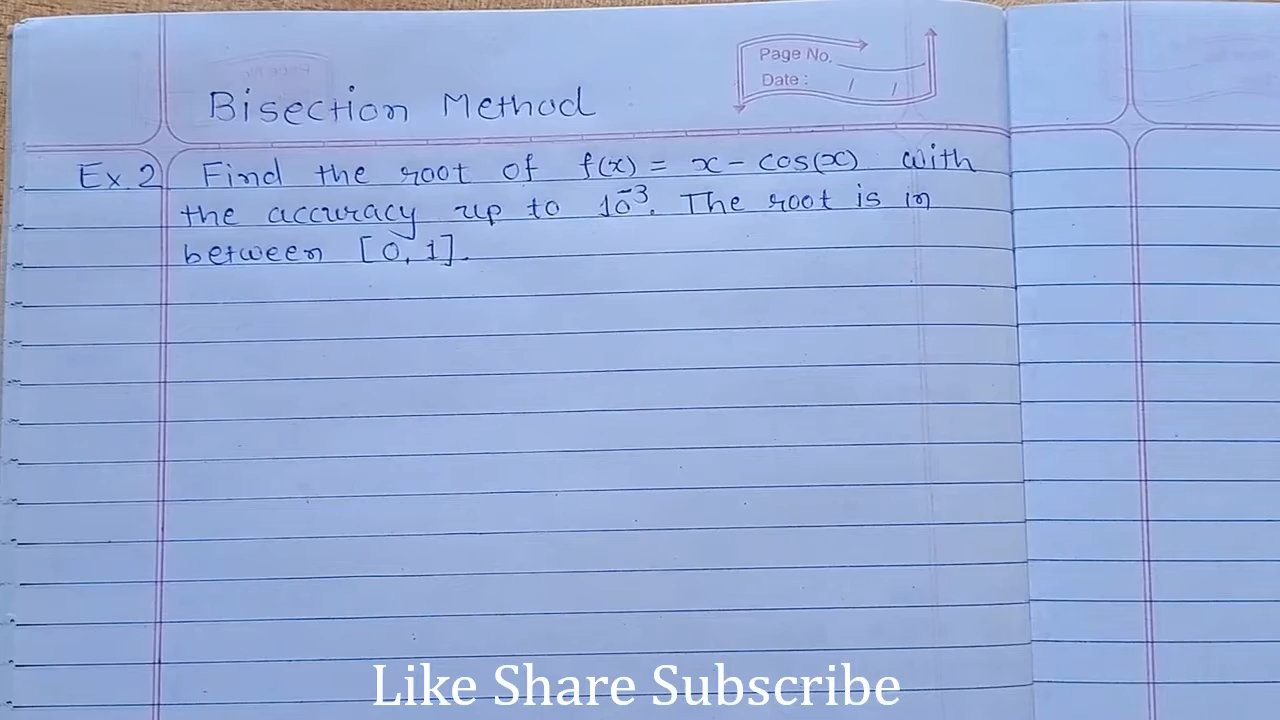 Page No.
Date : / /
Bisection Method
Ex. 2 Find the root of f(x) = x - cos(x) with
the accuracy up to 10⁻³. The root is in
between [0, 1].
Like Share Subscribe